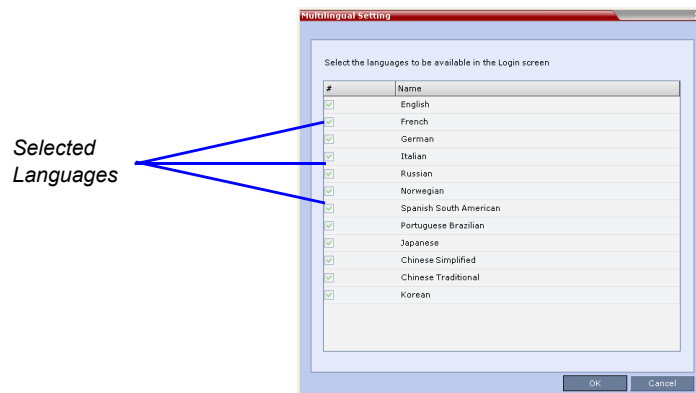 Multilingual Setting
Select the languages to be available in the Login screen
# Name
English
French
German
Italian
Russian
Norwegian
Spanish South American
Portuguese Brazilian
Japanese
Chinese Simplified
Chinese Traditional
Korean
Selected
Languages
OK Cancel